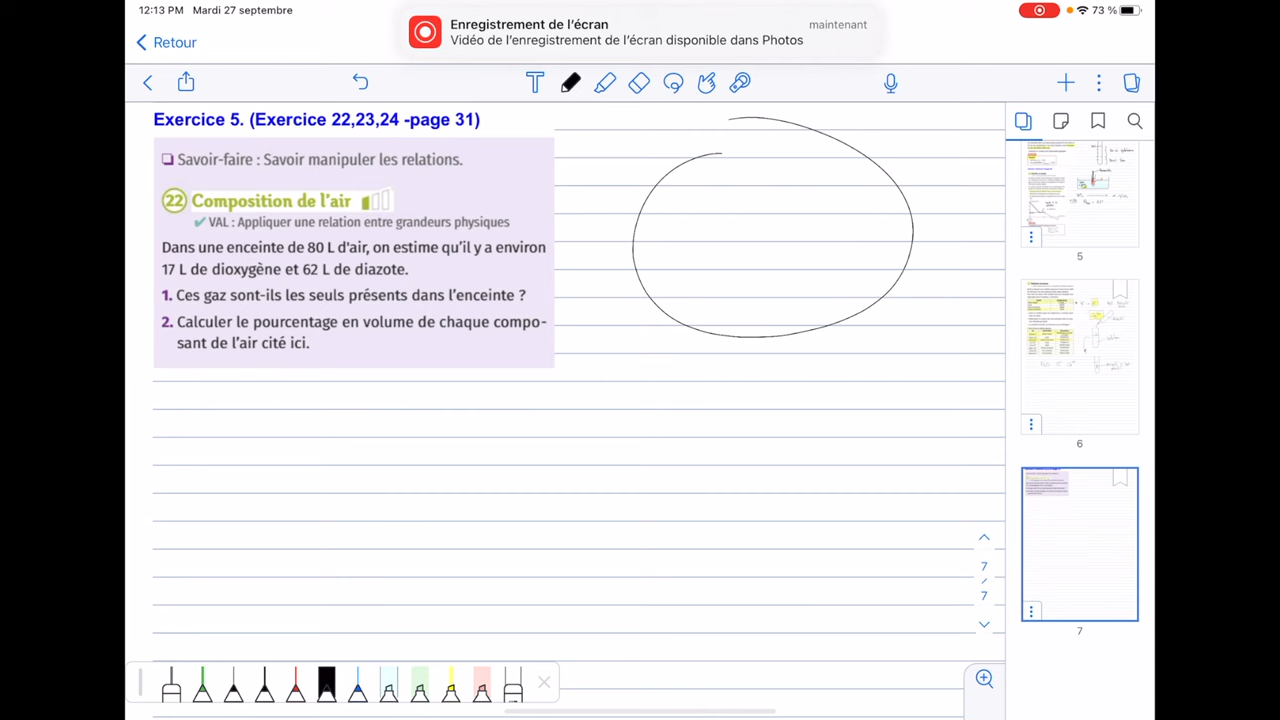 12:13 PM Mardi 27 septembre
Enregistrement de l'écran
maintenant
Vidéo de l'enregistrement de l'écran disponible dans Photos
73 %
Retour
Exercice 5. (Exercice 22,23,24 -page 31)
Savoir-faire : Savoir manipuler les relations.
22 Composition de l'air
✔ VAL : Appliquer une relation entre grandeurs physiques
Dans une enceinte de 80 L d'air, on estime qu'il y a environ
17 L de dioxygène et 62 L de diazote.
1. Ces gaz sont-ils les seuls présents dans l'enceinte ?
2. Calculer le pourcentage en volume de chaque compo-
sant de l'air cité ici.
5
6
7
7
7